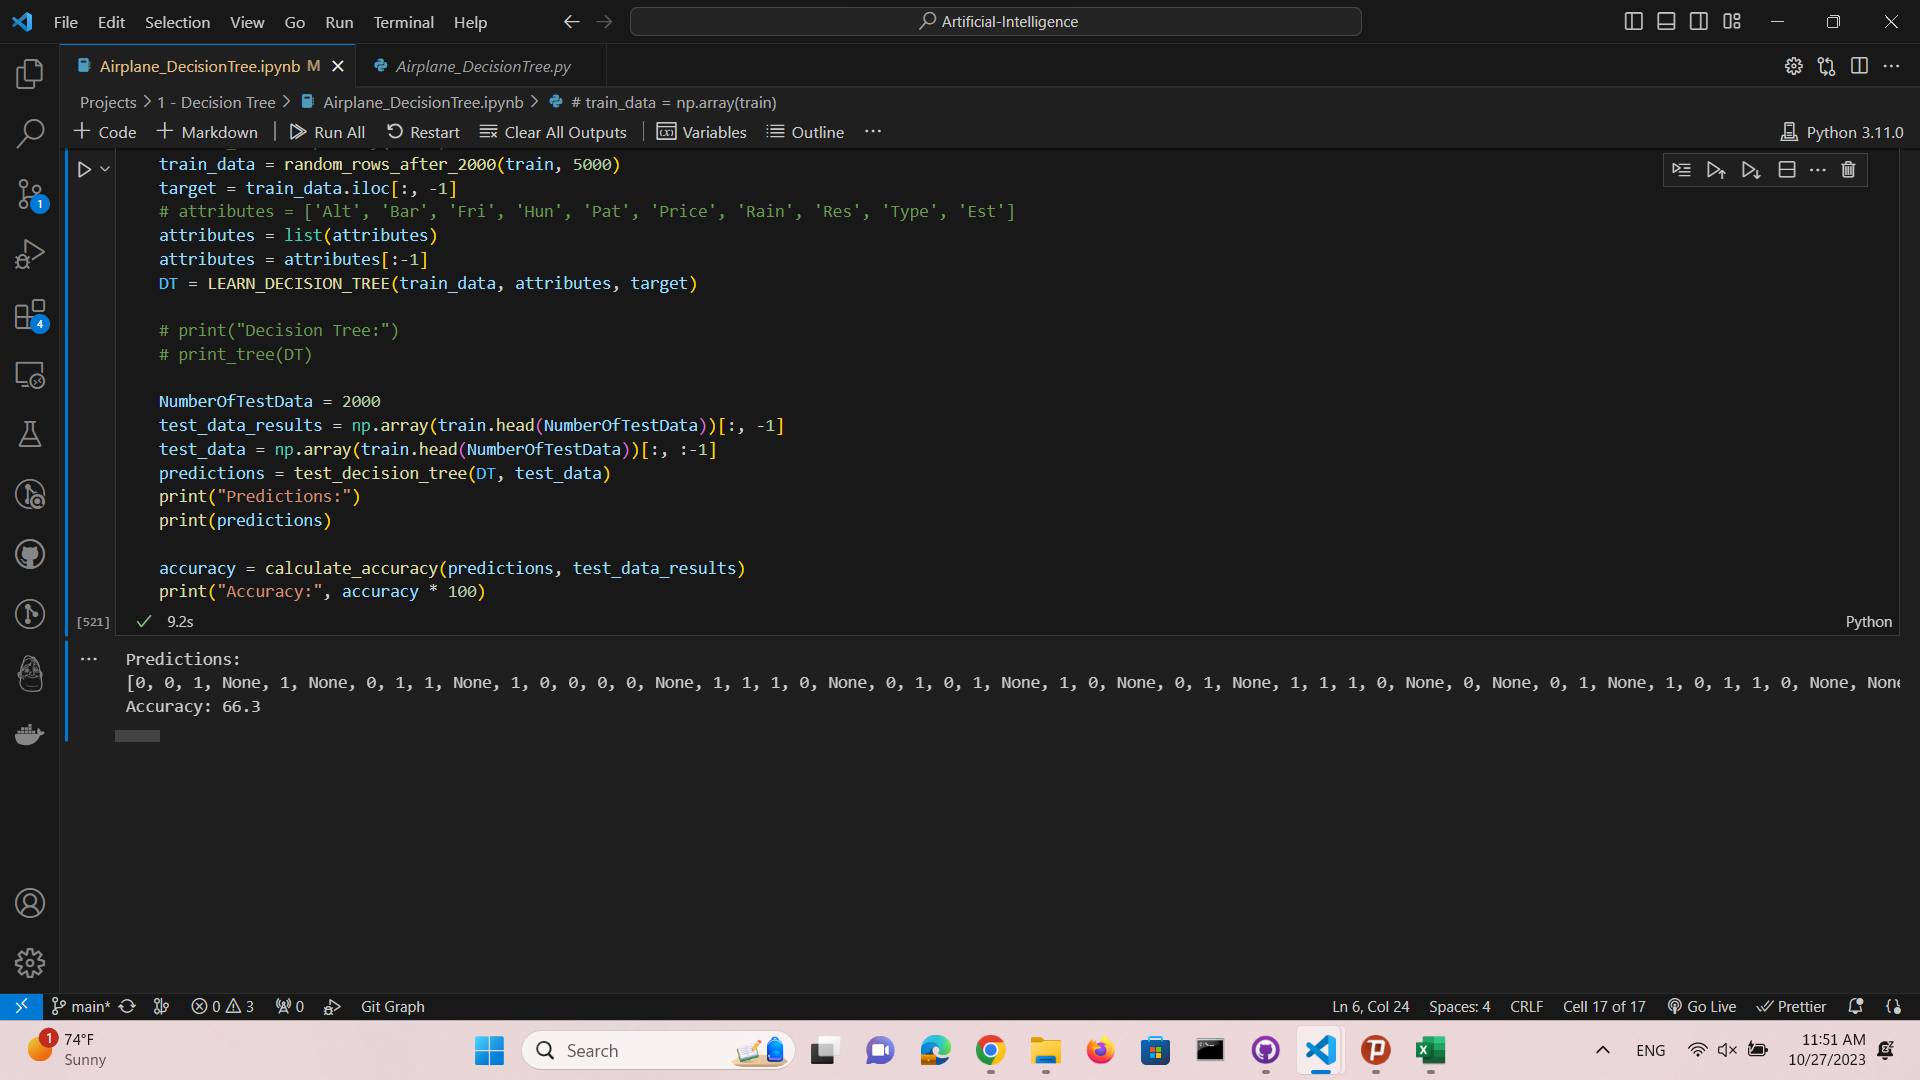 File Edit Selection View Go Run Terminal Help
Artificial-Intelligence
Airplane_DecisionTree.ipynb M
Airplane_DecisionTree.py
Projects > 1 - Decision Tree > Airplane_DecisionTree.ipynb > # train_data = np.array(train)
+ Code + Markdown Run All Restart Clear All Outputs Variables Outline ...
Python 3.11.0
train_data = random_rows_after_2000(train, 5000)
target = train_data.iloc[:, -1]
# attributes = ['Alt', 'Bar', 'Fri', 'Hun', 'Pat', 'Price', 'Rain', 'Res', 'Type', 'Est']
attributes = list(attributes)
attributes = attributes[:-1]
DT = LEARN_DECISION_TREE(train_data, attributes, target)
# print("Decision Tree:")
# print_tree(DT)
NumberOfTestData = 2000
test_data_results = np.array(train.head(NumberOfTestData))[:, -1]
test_data = np.array(train.head(NumberOfTestData))[:, :-1]
predictions = test_decision_tree(DT, test_data)
print("Predictions:")
print(predictions)
accuracy = calculate_accuracy(predictions, test_data_results)
print("Accuracy:", accuracy * 100)
[521] 9.2s
Python
Predictions:
[0, 0, 1, None, 1, None, 0, 1, 1, None, 1, 0, 0, 0, 0, None, 1, 1, 1, 0, None, 0, 1, 0, 1, None, 1, 0, None, 0, 1, None, 1, 1, 1, 0, None, 0, None, 0, 1, None, 1, 0, 1, 1, 0, None,
Accuracy: 66.3
1
4
main* 0 3 0 Git Graph
Ln 6, Col 24 Spaces: 4 CRLF Cell 17 of 17 Go Live Prettier
1
74°F
Sunny
Search
ENG
11:51 AM
10/27/2023